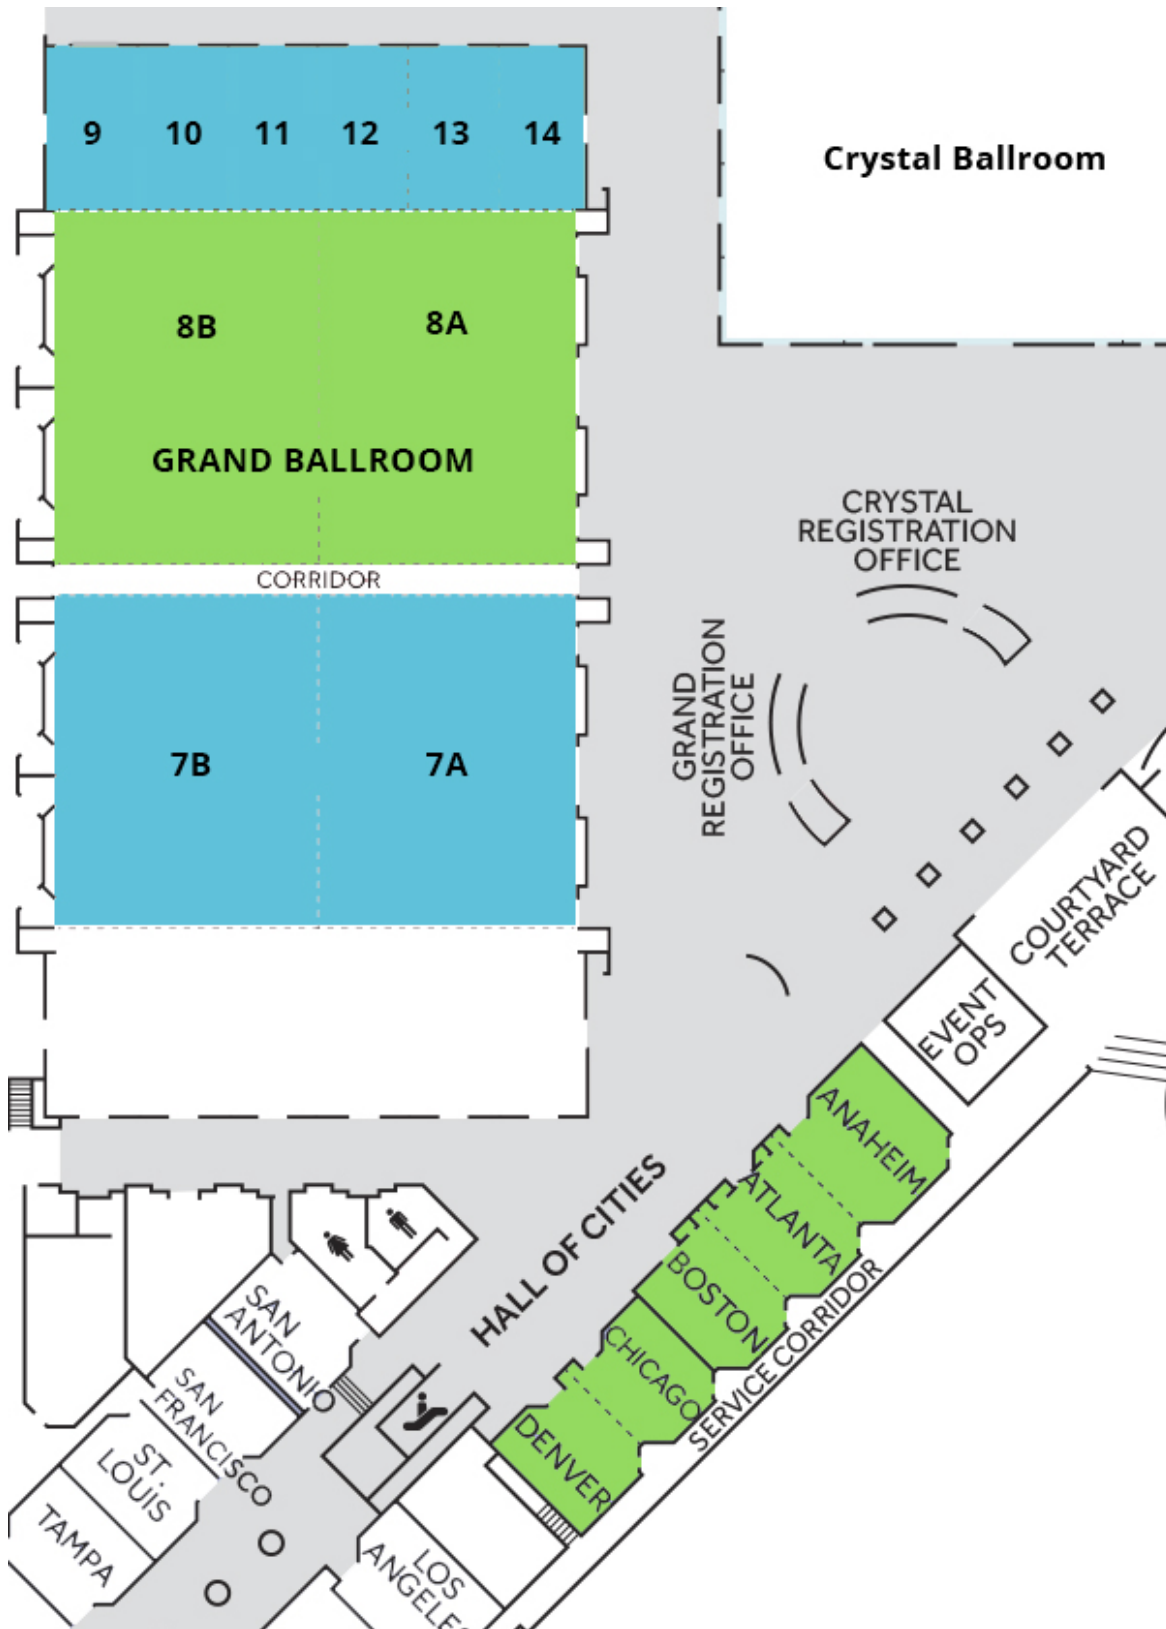 9 10 11 12 13 14
Crystal Ballroom
8B 8A
GRAND BALLROOM
CORRIDOR
7B 7A
CRYSTAL
REGISTRATION
OFFICE
GRAND
REGISTRATION
OFFICE
COURTYARD
TERRACE
EVENT
OPS
ANAHEIM
ATLANTA
BOSTON
CHICAGO
DENVER
HALL OF CITIES
SERVICE CORRIDOR
SAN
ANTONIO
SAN
FRANCISCO
ST.
LOUIS
TAMPA
LOS